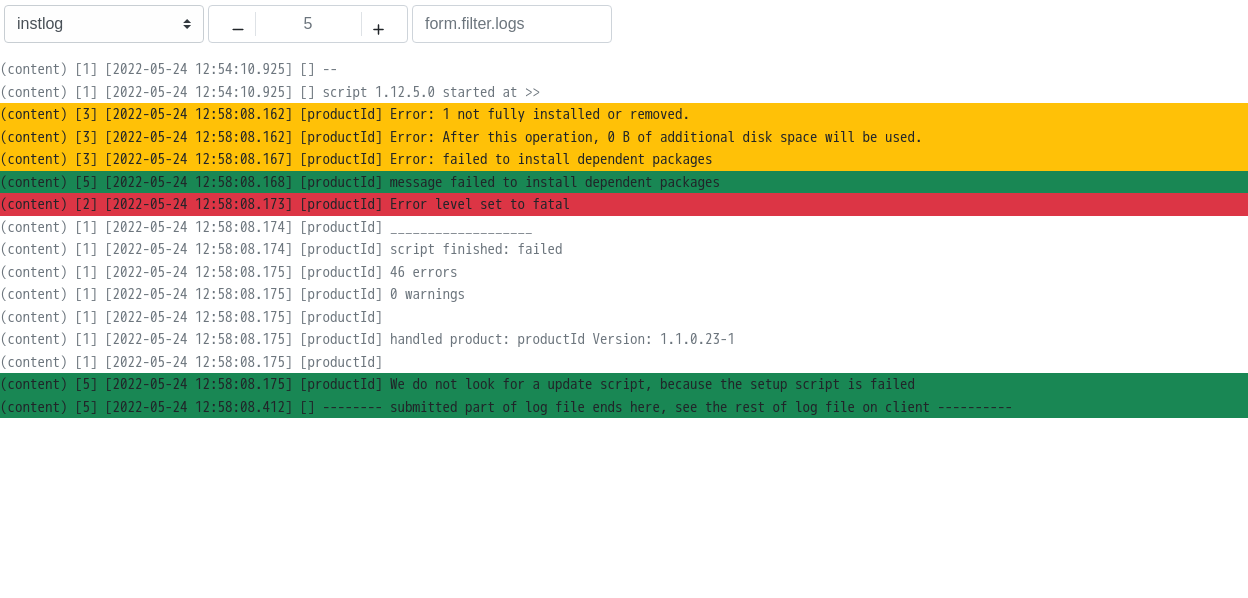 instlog 5 form.filter.logs
(content) [1] [2022-05-24 12:54:10.925] [] --
(content) [1] [2022-05-24 12:54:10.925] [] script 1.12.5.0 started at >>
(content) [3] [2022-05-24 12:58:08.162] [productId] Error: 1 not fully installed or removed.
(content) [3] [2022-05-24 12:58:08.162] [productId] Error: After this operation, 0 B of additional disk space will be used.
(content) [3] [2022-05-24 12:58:08.167] [productId] Error: failed to install dependent packages
(content) [5] [2022-05-24 12:58:08.168] [productId] message failed to install dependent packages
(content) [2] [2022-05-24 12:58:08.173] [productId] Error level set to fatal
(content) [1] [2022-05-24 12:58:08.174] [productId] ___________________
(content) [1] [2022-05-24 12:58:08.174] [productId] script finished: failed
(content) [1] [2022-05-24 12:58:08.175] [productId] 46 errors
(content) [1] [2022-05-24 12:58:08.175] [productId] 0 warnings
(content) [1] [2022-05-24 12:58:08.175] [productId]
(content) [1] [2022-05-24 12:58:08.175] [productId] handled product: productId Version: 1.1.0.23-1
(content) [1] [2022-05-24 12:58:08.175] [productId]
(content) [5] [2022-05-24 12:58:08.175] [productId] We do not look for a update script, because the setup script is failed
(content) [5] [2022-05-24 12:58:08.412] [] -------- submitted part of log file ends here, see the rest of log file on client ----------